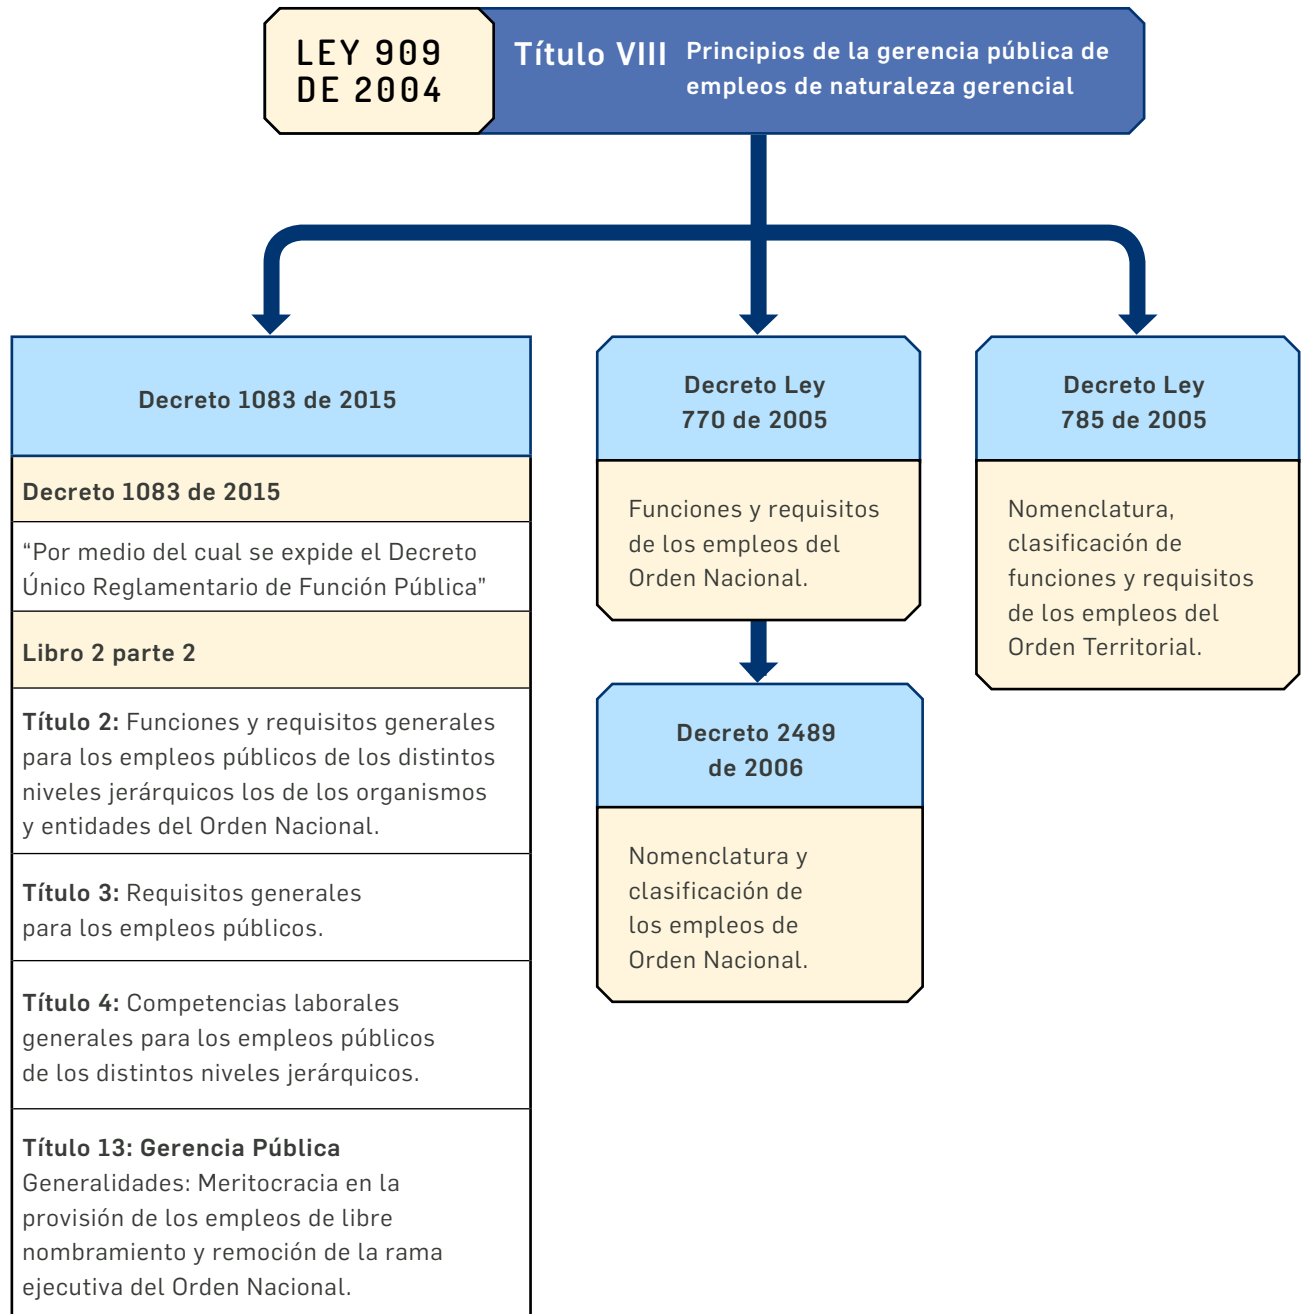 LEY 909
DE 2004
Título VIII
Principios de la gerencia pública de
empleos de naturaleza gerencial
Decreto 1083 de 2015
Decreto 1083 de 2015
“Por medio del cual se expide el Decreto
Único Reglamentario de Función Pública”
Libro 2 parte 2
Título 2: Funciones y requisitos generales
para los empleos públicos de los distintos
niveles jerárquicos los de los organismos
y entidades del Orden Nacional.
Título 3: Requisitos generales
para los empleos públicos.
Título 4: Competencias laborales
generales para los empleos públicos
de los distintos niveles jerárquicos.
Título 13: Gerencia Pública
Generalidades: Meritocracia en la
provisión de los empleos de libre
nombramiento y remoción de la rama
ejecutiva del Orden Nacional.
Decreto Ley
770 de 2005
Funciones y requisitos
de los empleos del
Orden Nacional.
Decreto 2489
de 2006
Nomenclatura y
clasificación de
los empleos de
Orden Nacional.
Decreto Ley
785 de 2005
Nomenclatura,
clasificación de
funciones y requisitos
de los empleos del
Orden Territorial.